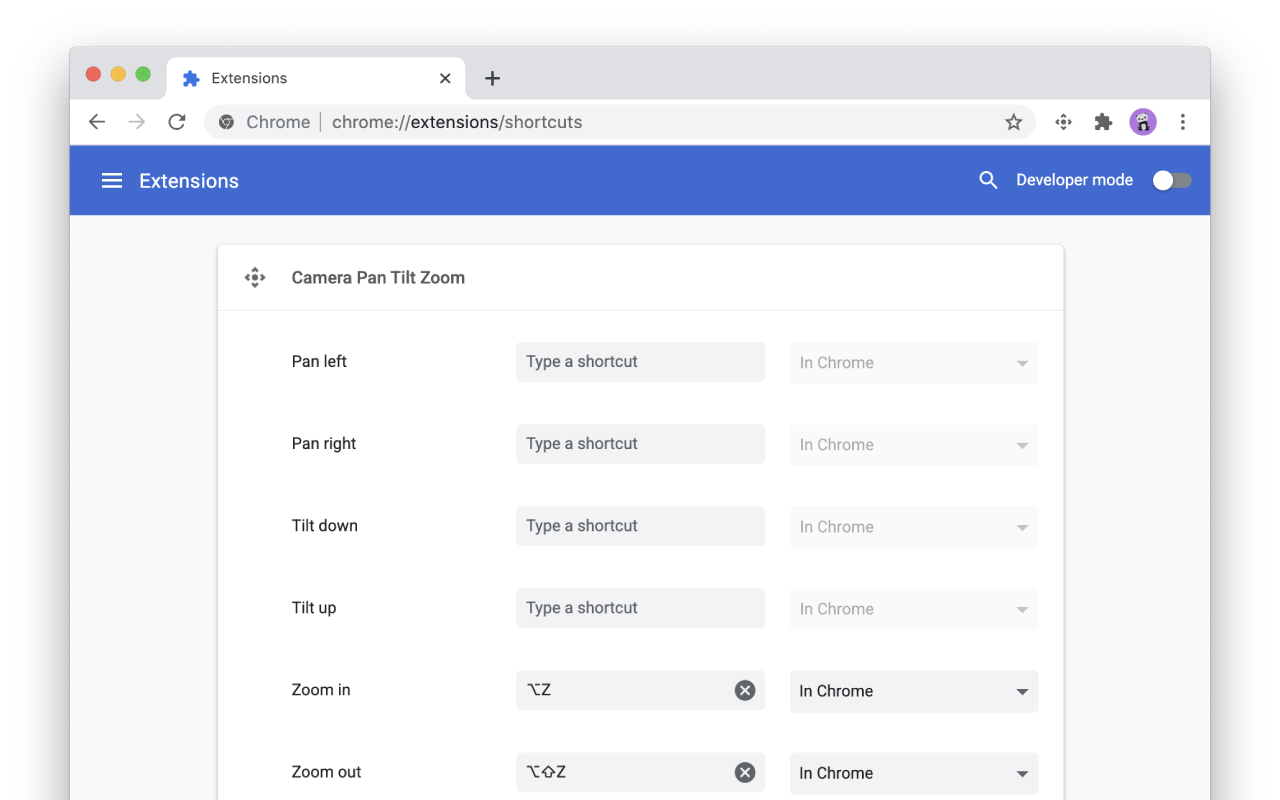 Extensions
Chrome | chrome://extensions/shortcuts
Extensions Developer mode
Camera Pan Tilt Zoom
Pan left Type a shortcut In Chrome
Pan right Type a shortcut In Chrome
Tilt down Type a shortcut In Chrome
Tilt up Type a shortcut In Chrome
Zoom in ⌥Z In Chrome
Zoom out ⌥⇧Z In Chrome